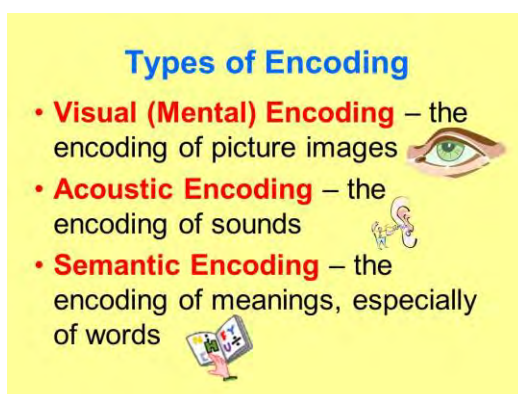 Types of Encoding
• Visual (Mental) Encoding – the
encoding of picture images
• Acoustic Encoding – the
encoding of sounds
• Semantic Encoding – the
encoding of meanings, especially
of words